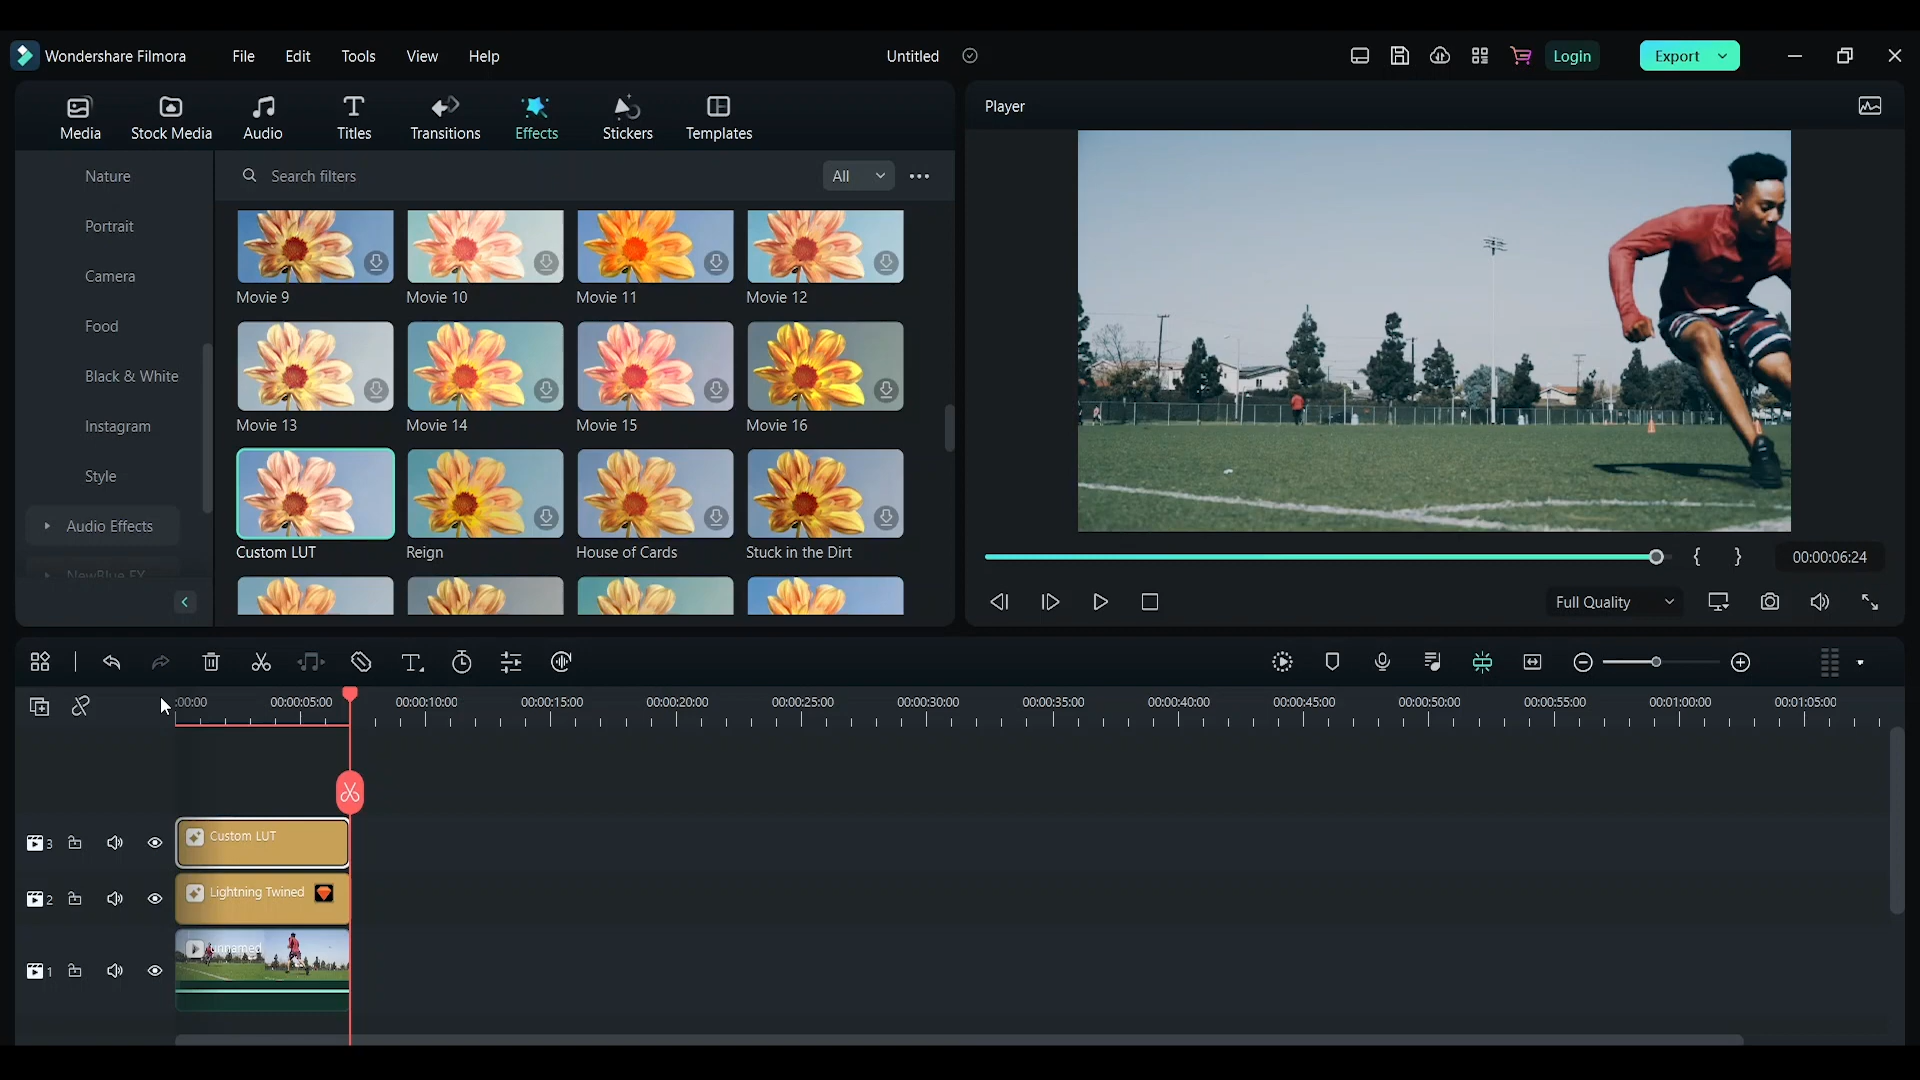 Wondershare Filmora File Edit Tools View Help Untitled Login Export
Media Stock Media Audio Titles Transitions Effects Stickers Templates
Player
Nature
Portrait
Camera
Food
Black & White
Instagram
Style
Audio Effects
NewBlue FX
Search filters All
Movie 9 Movie 10 Movie 11 Movie 12
Movie 13 Movie 14 Movie 15 Movie 16
Custom LUT Reign House of Cards Stuck in the Dirt
{ } 00:00:06:24
Full Quality
:00:00 00:00:05:00 00:00:10:00 00:00:15:00 00:00:20:00 00:00:25:00 00:00:30:00 00:00:35:00 00:00:40:00 00:00:45:00 00:00:50:00 00:00:55:00 00:01:00:00 00:01:05:00
3 Custom LUT
2 Lightning Twined
1 unnamed